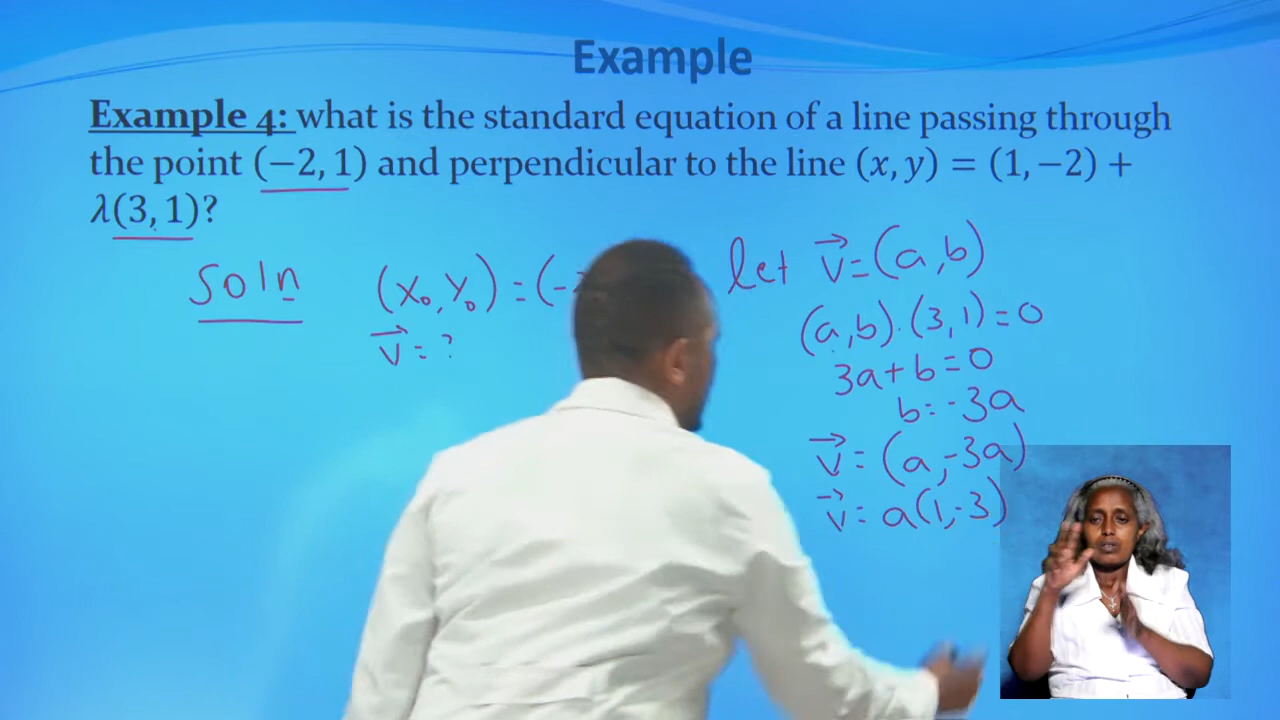 Example
Example 4: what is the standard equation of a line passing through
the point (−2, 1) and perpendicular to the line (x, y) = (1, −2) +
λ(3, 1)?
Soln
(x₀, y₀) = (-2
v⃗ = ?
let v⃗ = (a, b)
(a, b) · (3, 1) = 0
3a + b = 0
b = -3a
v⃗ = (a, -3a)
v⃗ = a(1, -3)